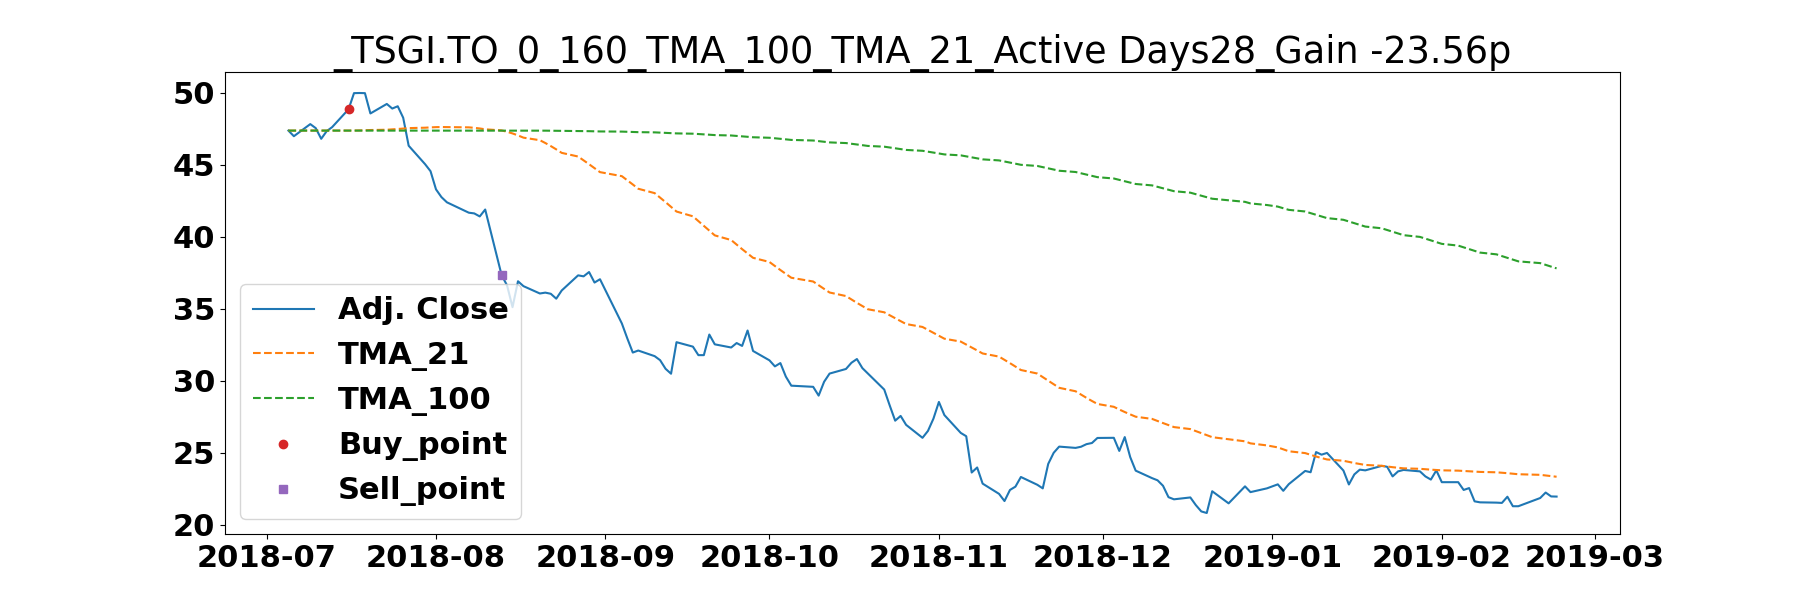 _TSGI.TO_0_160_TMA_100_TMA_21_Active Days28_Gain -23.56p
50
45
40
35
30
25
20
Adj. Close
TMA_21
TMA_100
Buy_point
Sell_point
2018-07 2018-08 2018-09 2018-10 2018-11 2018-12 2019-01 2019-02 2019-03